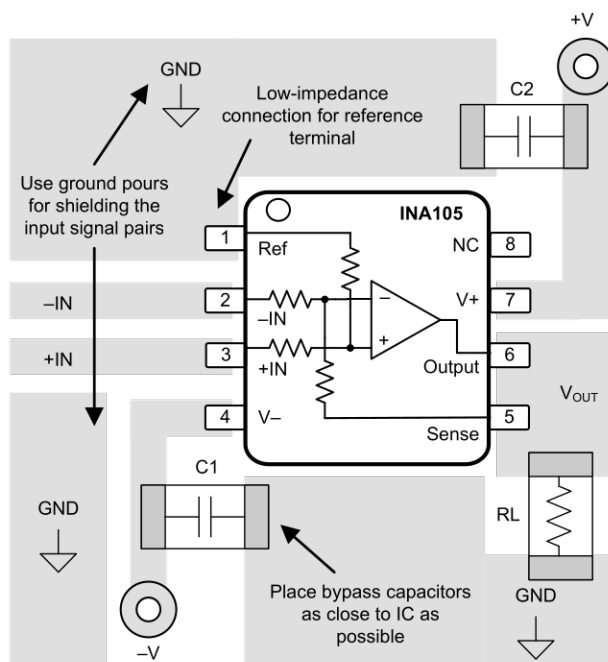 +V
GND
C2
Low-impedance
connection for reference
terminal
Use ground pours
for shielding the
input signal pairs
INA105
1
Ref
NC
8
–IN
2
–IN
–
V+
7
+IN
3
+IN
+
Output
6
4
V–
Sense
5
VOUT
C1
GND
RL
Place bypass capacitors
as close to IC as
possible
GND
–V